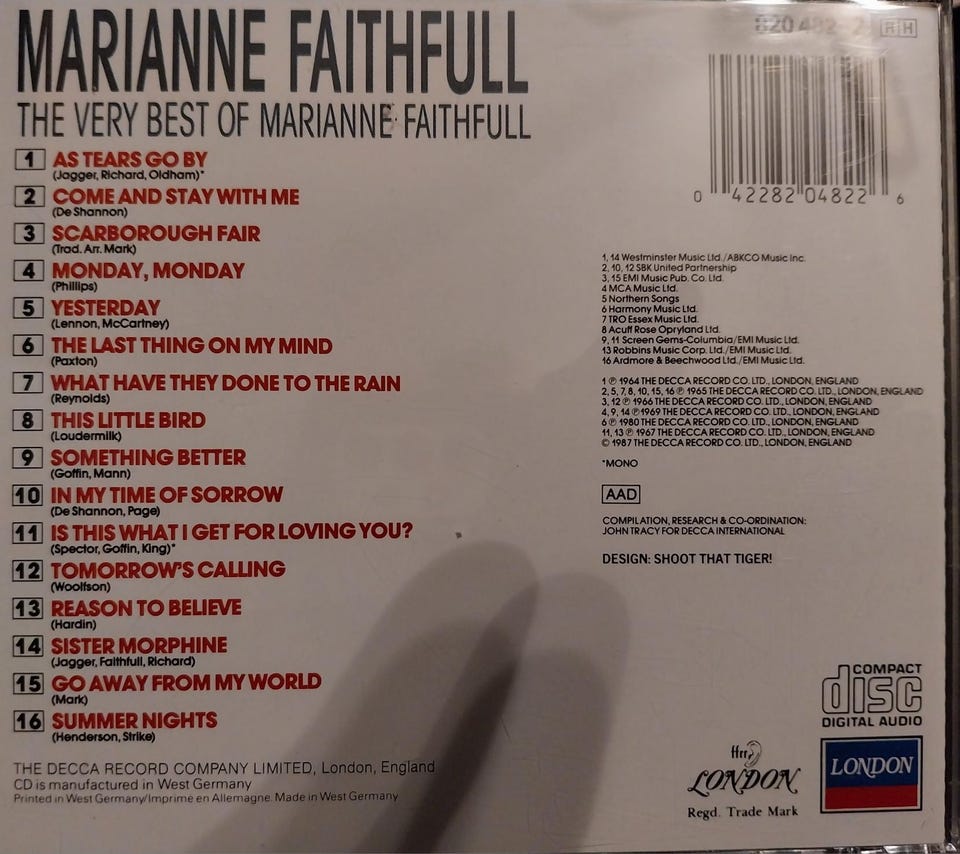 MARIANNE FAITHFULL
THE VERY BEST OF MARIANNE FAITHFULL
1 AS TEARS GO BY
(Jagger, Richard, Oldham)*
2 COME AND STAY WITH ME
(De Shannon)
3 SCARBOROUGH FAIR
(Trad. Arr. Mark)
4 MONDAY, MONDAY
(Phillips)
5 YESTERDAY
(Lennon, McCartney)
6 THE LAST THING ON MY MIND
(Paxton)
7 WHAT HAVE THEY DONE TO THE RAIN
(Reynolds)
8 THIS LITTLE BIRD
(Loudermilk)
9 SOMETHING BETTER
(Goffin, Mann)
10 IN MY TIME OF SORROW
(De Shannon, Page)
11 IS THIS WHAT I GET FOR LOVING YOU?
(Spector, Goffin, King)*
12 TOMORROW'S CALLING
(Woolfson)
13 REASON TO BELIEVE
(Hardin)
14 SISTER MORPHINE
(Jagger, Faithfull, Richard)
15 GO AWAY FROM MY WORLD
(Mark)
16 SUMMER NIGHTS
(Henderson, Strike)
THE DECCA RECORD COMPANY LIMITED, London, England
CD is manufactured in West Germany
Printed in West Germany/Imprimé en Allemagne. Made in West Germany
820 482-2 RH
0 42282 04822 6
1, 14 Westminster Music Ltd./ABKCO Music Inc.
2, 10, 12 SBK United Partnership
3, 15 EMI Music Pub. Co. Ltd.
4 MCA Music Ltd.
5 Northern Songs
6 Harmony Music Ltd.
7 TRO Essex Music Ltd.
8 Acuff Rose Opryland Ltd.
9, 11 Screen Gems-Columbia/EMI Music Ltd.
13 Robbins Music Corp. Ltd./EMI Music Ltd.
16 Ardmore & Beechwood Ltd./EMI Music Ltd.
1 ℗ 1964 THE DECCA RECORD CO. LTD., LONDON, ENGLAND
2, 5, 7, 8, 10, 15, 16 ℗ 1965 THE DECCA RECORD CO. LTD., LONDON, ENGLAND
3, 12 ℗ 1966 THE DECCA RECORD CO. LTD., LONDON, ENGLAND
4, 9, 14 ℗ 1969 THE DECCA RECORD CO. LTD., LONDON, ENGLAND
6 ℗ 1980 THE DECCA RECORD CO. LTD., LONDON, ENGLAND
11, 13 ℗ 1967 THE DECCA RECORD CO. LTD., LONDON, ENGLAND
© 1987 THE DECCA RECORD CO. LTD., LONDON, ENGLAND
*MONO
AAD
COMPILATION, RESEARCH & CO-ORDINATION:
JOHN TRACY FOR DECCA INTERNATIONAL
DESIGN: SHOOT THAT TIGER!
COMPACT
disc
DIGITAL AUDIO
ffrr
LONDON
Regd. Trade Mark
LONDON